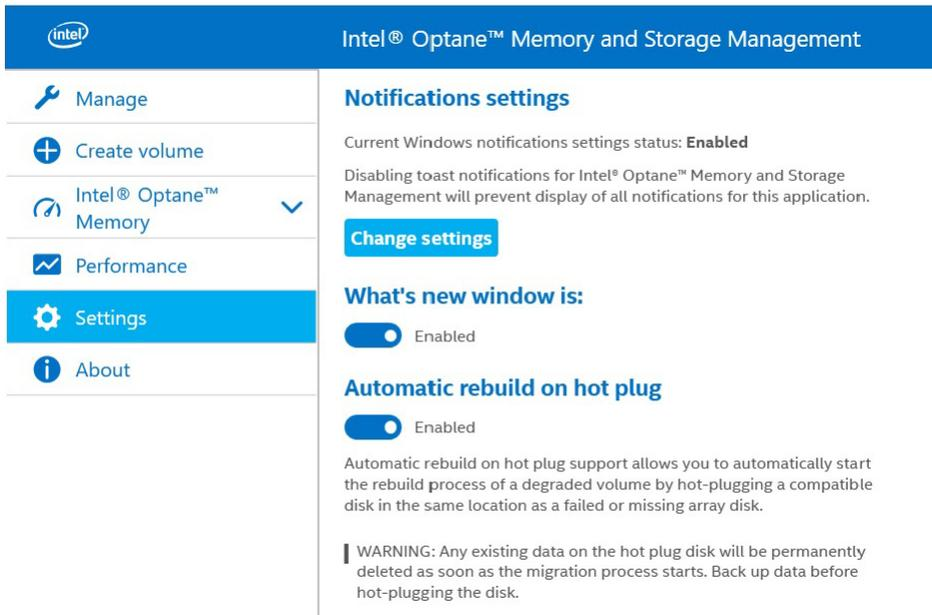 intel
Intel® Optane™ Memory and Storage Management
Manage
Create volume
Intel® Optane™
Memory
Performance
Settings
About
Notifications settings
Current Windows notifications settings status: Enabled
Disabling toast notifications for Intel® Optane™ Memory and Storage
Management will prevent display of all notifications for this application.
Change settings
What's new window is:
Enabled
Automatic rebuild on hot plug
Enabled
Automatic rebuild on hot plug support allows you to automatically start
the rebuild process of a degraded volume by hot-plugging a compatible
disk in the same location as a failed or missing array disk.
WARNING: Any existing data on the hot plug disk will be permanently
deleted as soon as the migration process starts. Back up data before
hot-plugging the disk.